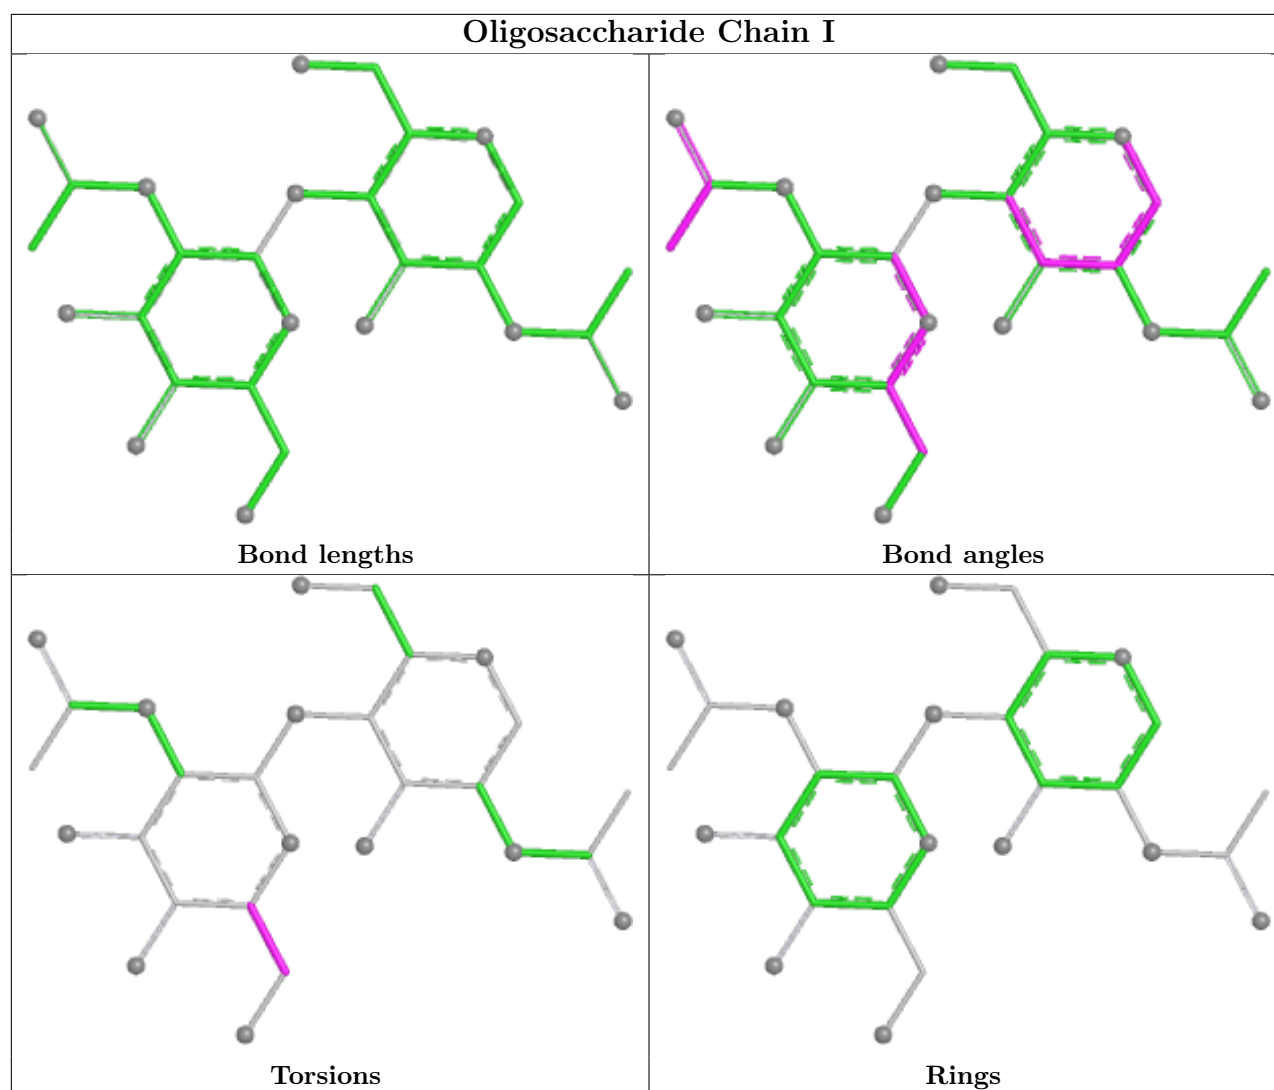 Oligosaccharide Chain I
Bond lengths
Bond angles
Torsions
Rings